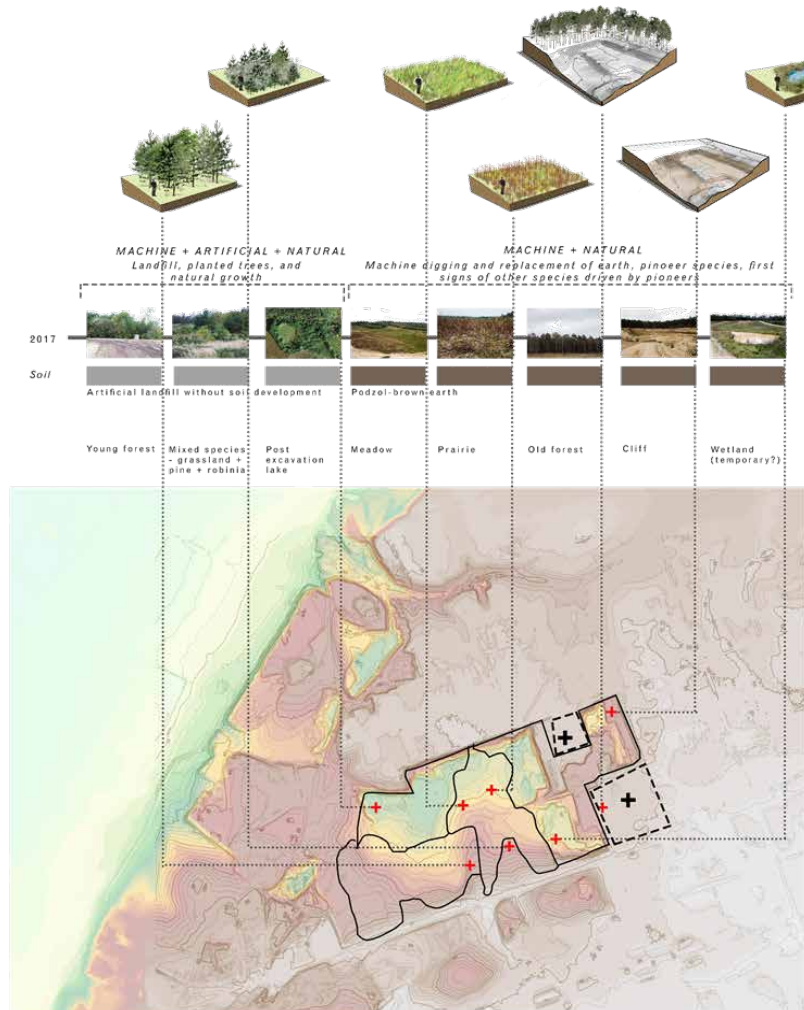 MACHINE + ARTIFICIAL + NATURAL
Landfill, planted trees, and
natural growth
MACHINE + NATURAL
Machine digging and replacement of earth, pinoeer species, first
signs of other species driven by pioneers
2017
Soil
Artificial landfill without soil development
Podzol-brown earth
Young forest
Mixed species
- grassland +
pine + robinia
Post
excavation
lake
Meadow
Prairie
Old forest
Cliff
Wetland
(temporary?)